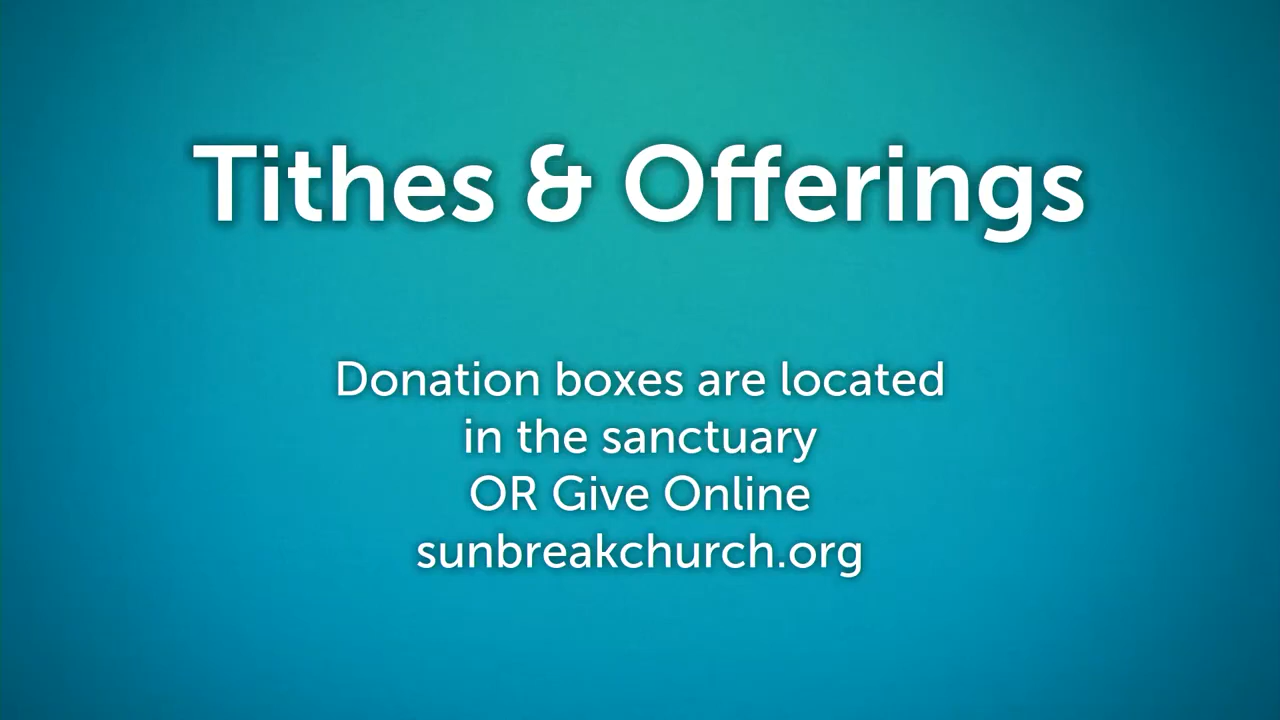 Tithes & Offerings
Donation boxes are located
in the sanctuary
OR Give Online
sunbreakchurch.org